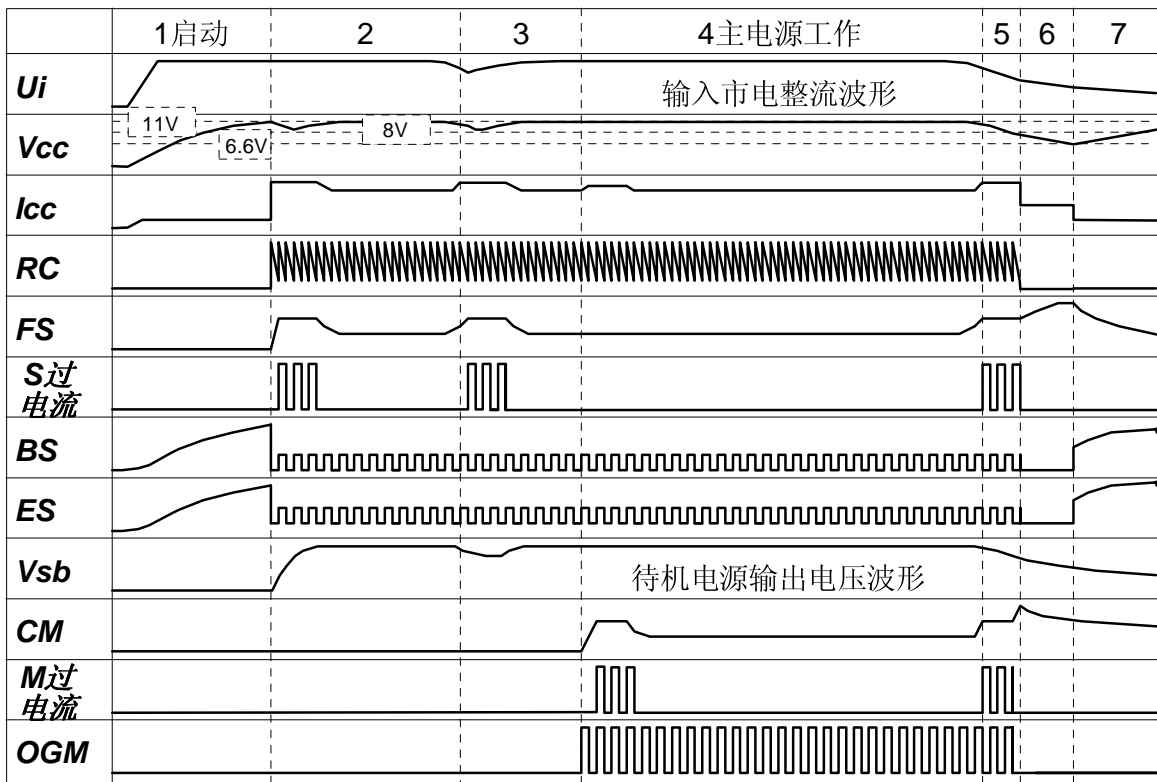 1启动 2 3 4主电源工作 5 6 7
Ui
输入市电整流波形
11V
8V
Vcc
6.6V
Icc
RC
FS
S过
电流
BS
ES
Vsb
待机电源输出电压波形
CM
M过
电流
OGM